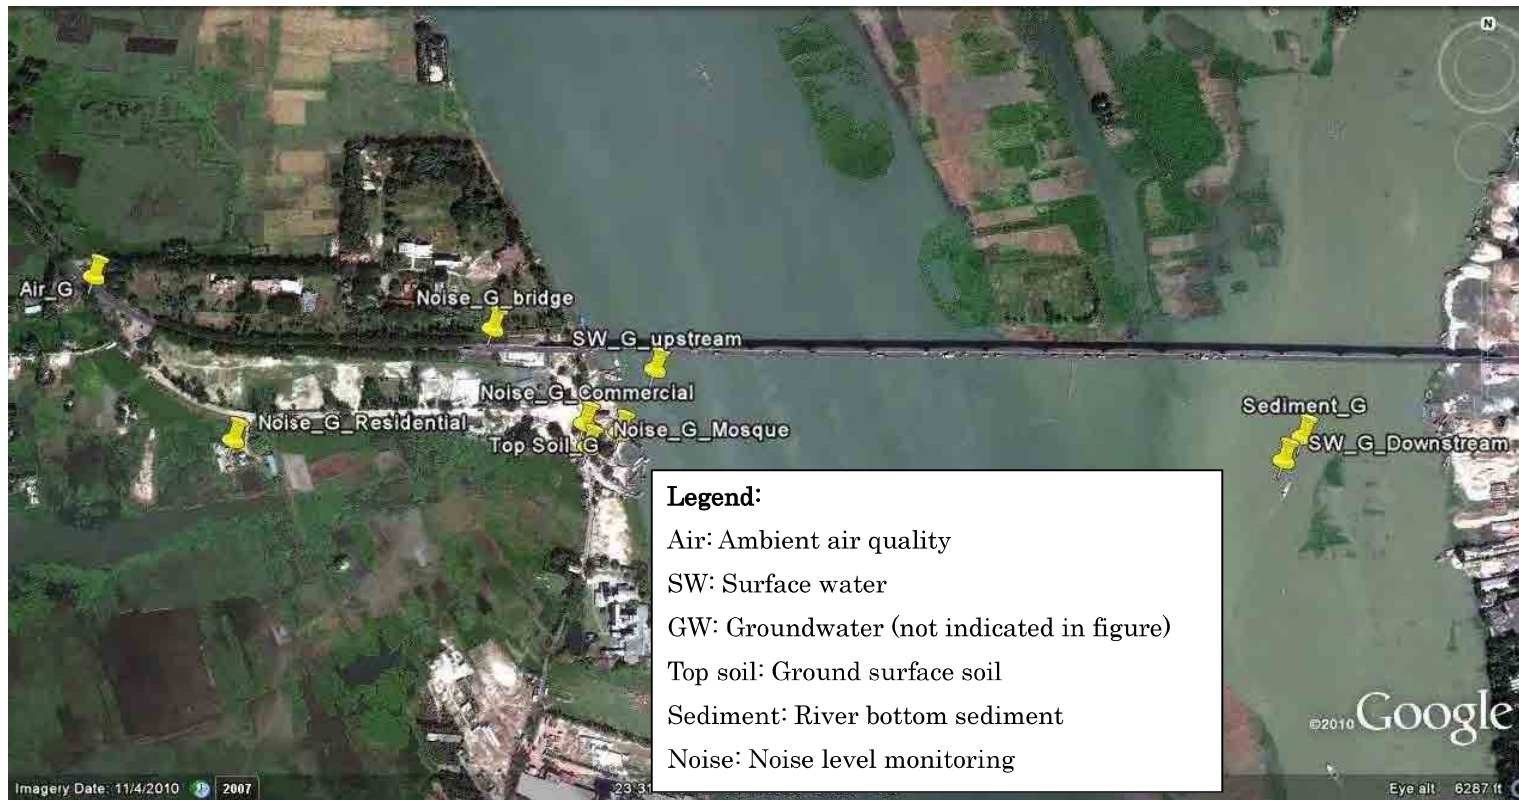 N
Air_G
Noise_G_bridge
SW_G_upstream
Noise_G_Commercial
Sediment_G
Noise_G_Residential
Noise_G_Mosque
Top Soil_G
SW_G_Downstream
Legend:
Air: Ambient air quality
SW: Surface water
GW: Groundwater (not indicated in figure)
Top soil: Ground surface soil
Sediment: River bottom sediment
Noise: Noise level monitoring
©2010 Google
Imagery Date: 11/4/2010 2007
Eye alt 6287 ft